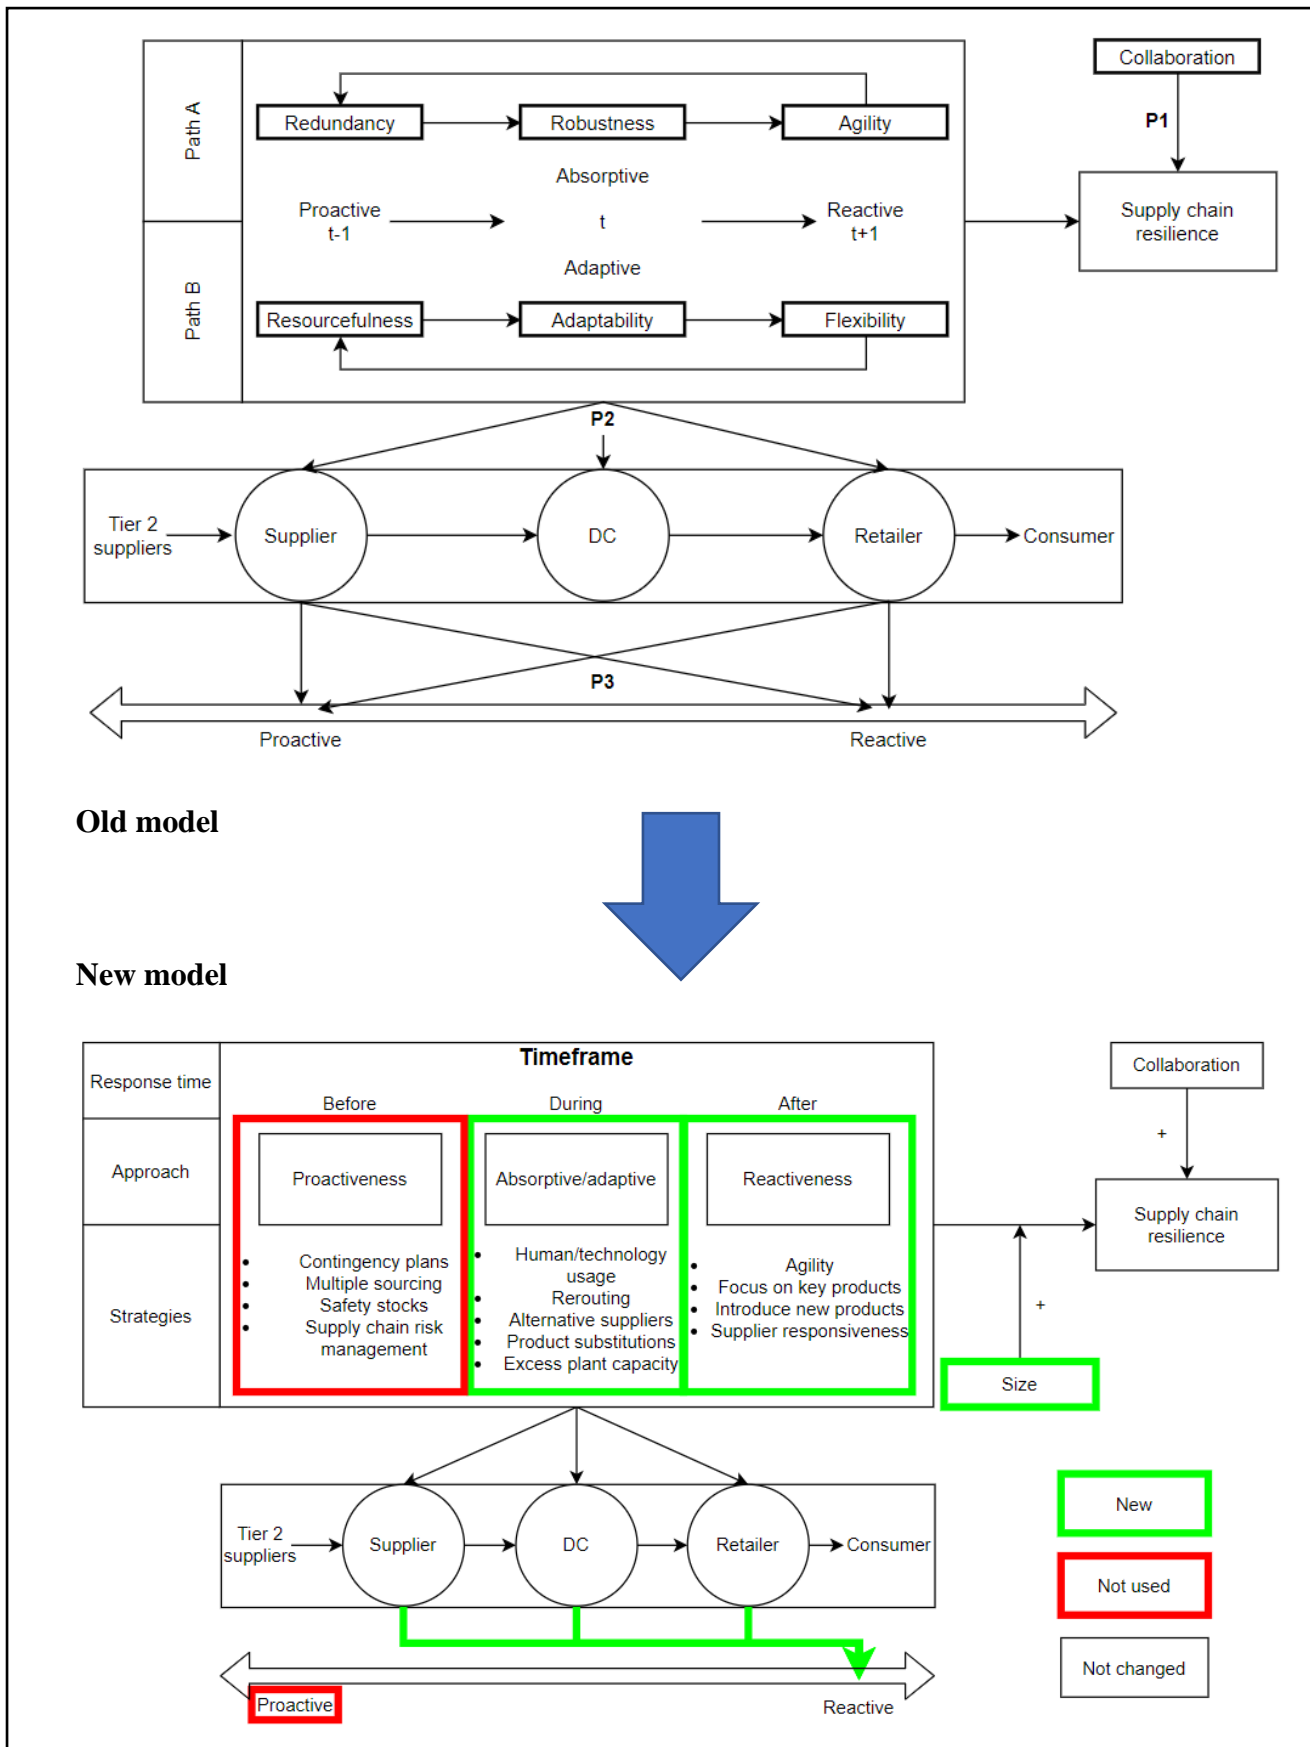 Collaboration
Path A
Redundancy
Robustness
Agility
P1
Absorptive
Proactive
t-1
t
Reactive
t+1
Supply chain
resilience
Adaptive
Path B
Resourcefulness
Adaptability
Flexibility
P2
Tier 2
suppliers
Supplier
DC
Retailer
Consumer
P3
Proactive
Reactive
Old model
New model
Timeframe
Response time
Before
During
After
Collaboration
+
Approach
Proactiveness
Absorptive/adaptive
Reactiveness
Supply chain
resilience
Strategies
• Contingency plans
• Multiple sourcing
• Safety stocks
• Supply chain risk
management
• Human/technology
usage
• Rerouting
• Alternative suppliers
• Product substitutions
• Excess plant capacity
• Agility
• Focus on key products
• Introduce new products
• Supplier responsiveness
+
Size
Tier 2
suppliers
Supplier
DC
Retailer
Consumer
Proactive
Reactive
New
Not used
Not changed